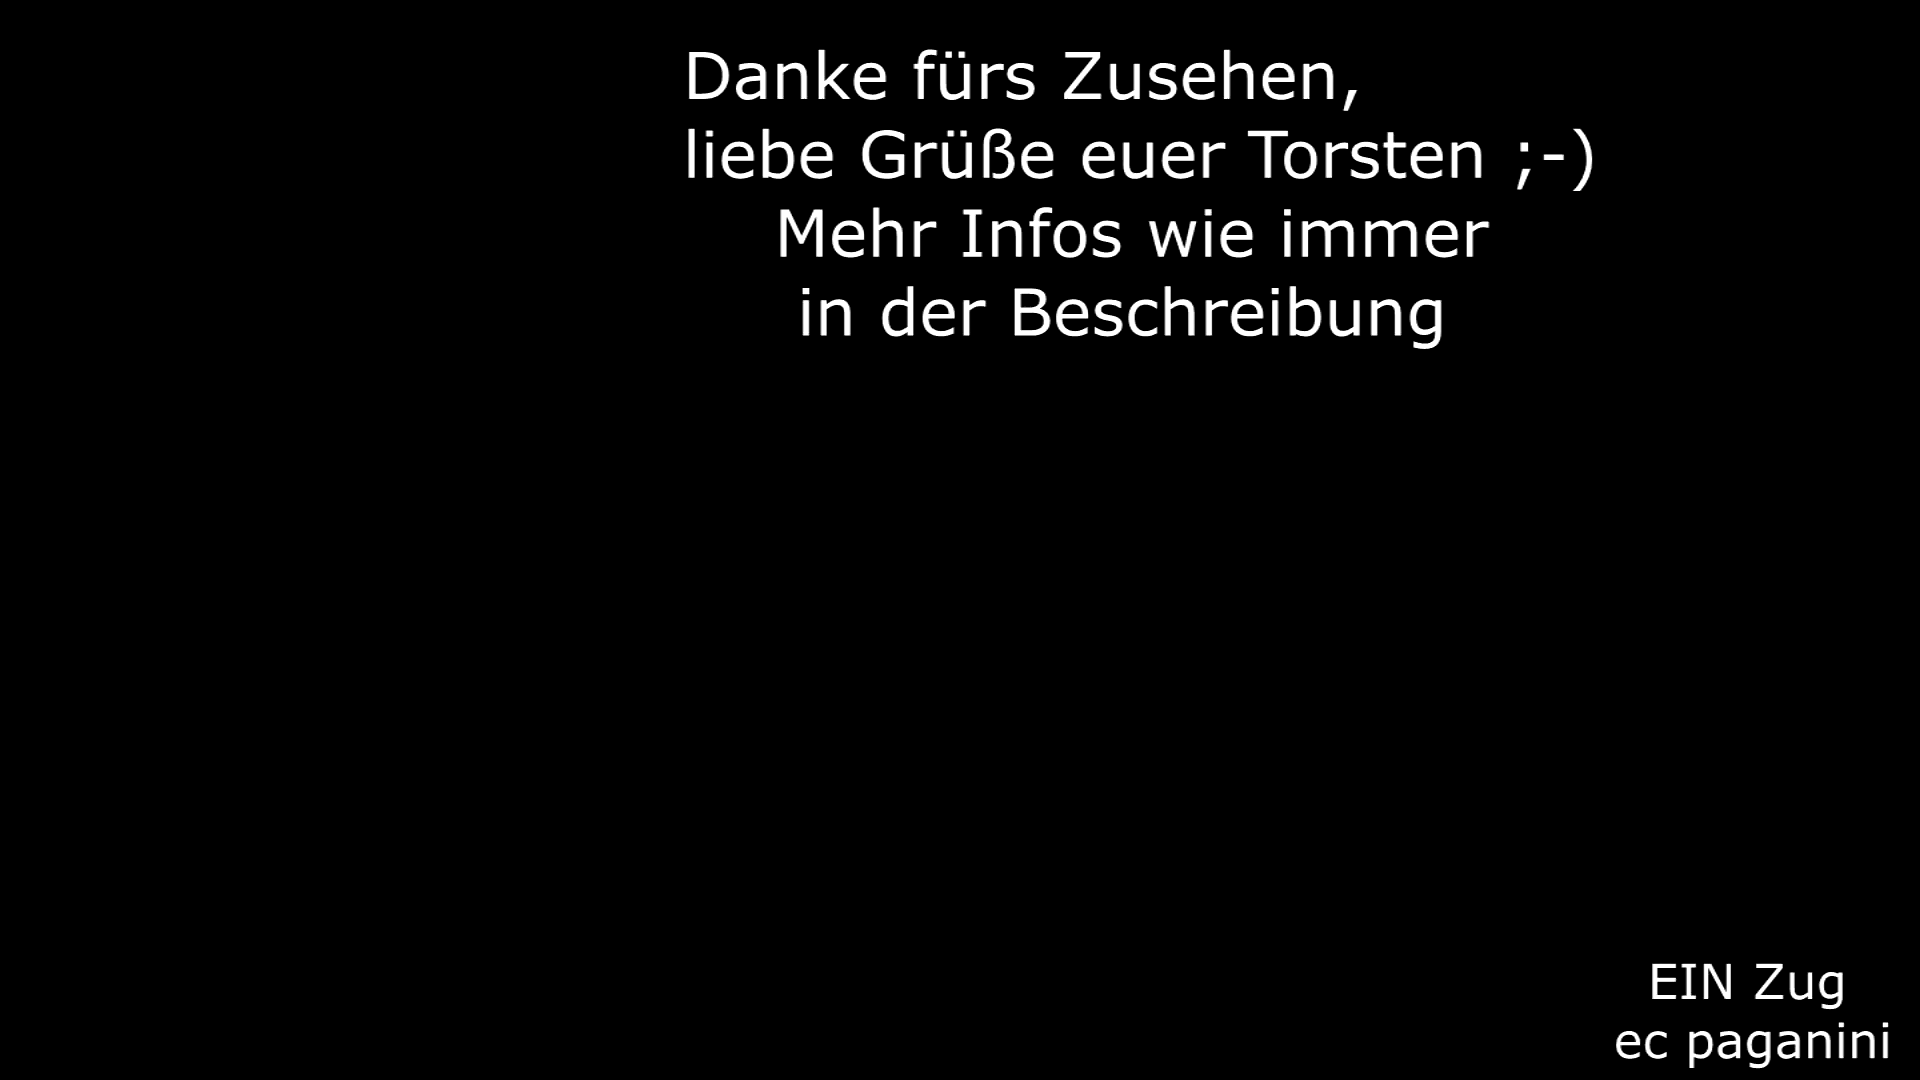 Danke fürs Zusehen,
liebe Grüße euer Torsten ;-)
Mehr Infos wie immer
in der Beschreibung
EIN Zug
ec paganini